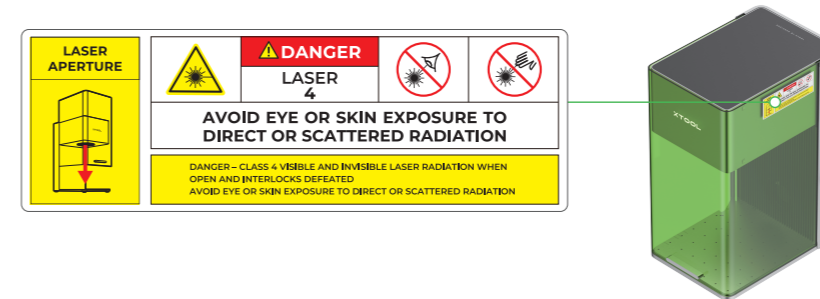 LASER
APERTURE
DANGER
LASER
4
AVOID EYE OR SKIN EXPOSURE TO
DIRECT OR SCATTERED RADIATION
DANGER – CLASS 4 VISIBLE AND INVISIBLE LASER RADIATION WHEN
OPEN AND INTERLOCKS DEFEATED
AVOID EYE OR SKIN EXPOSURE TO DIRECT OR SCATTERED RADIATION
XTOOL